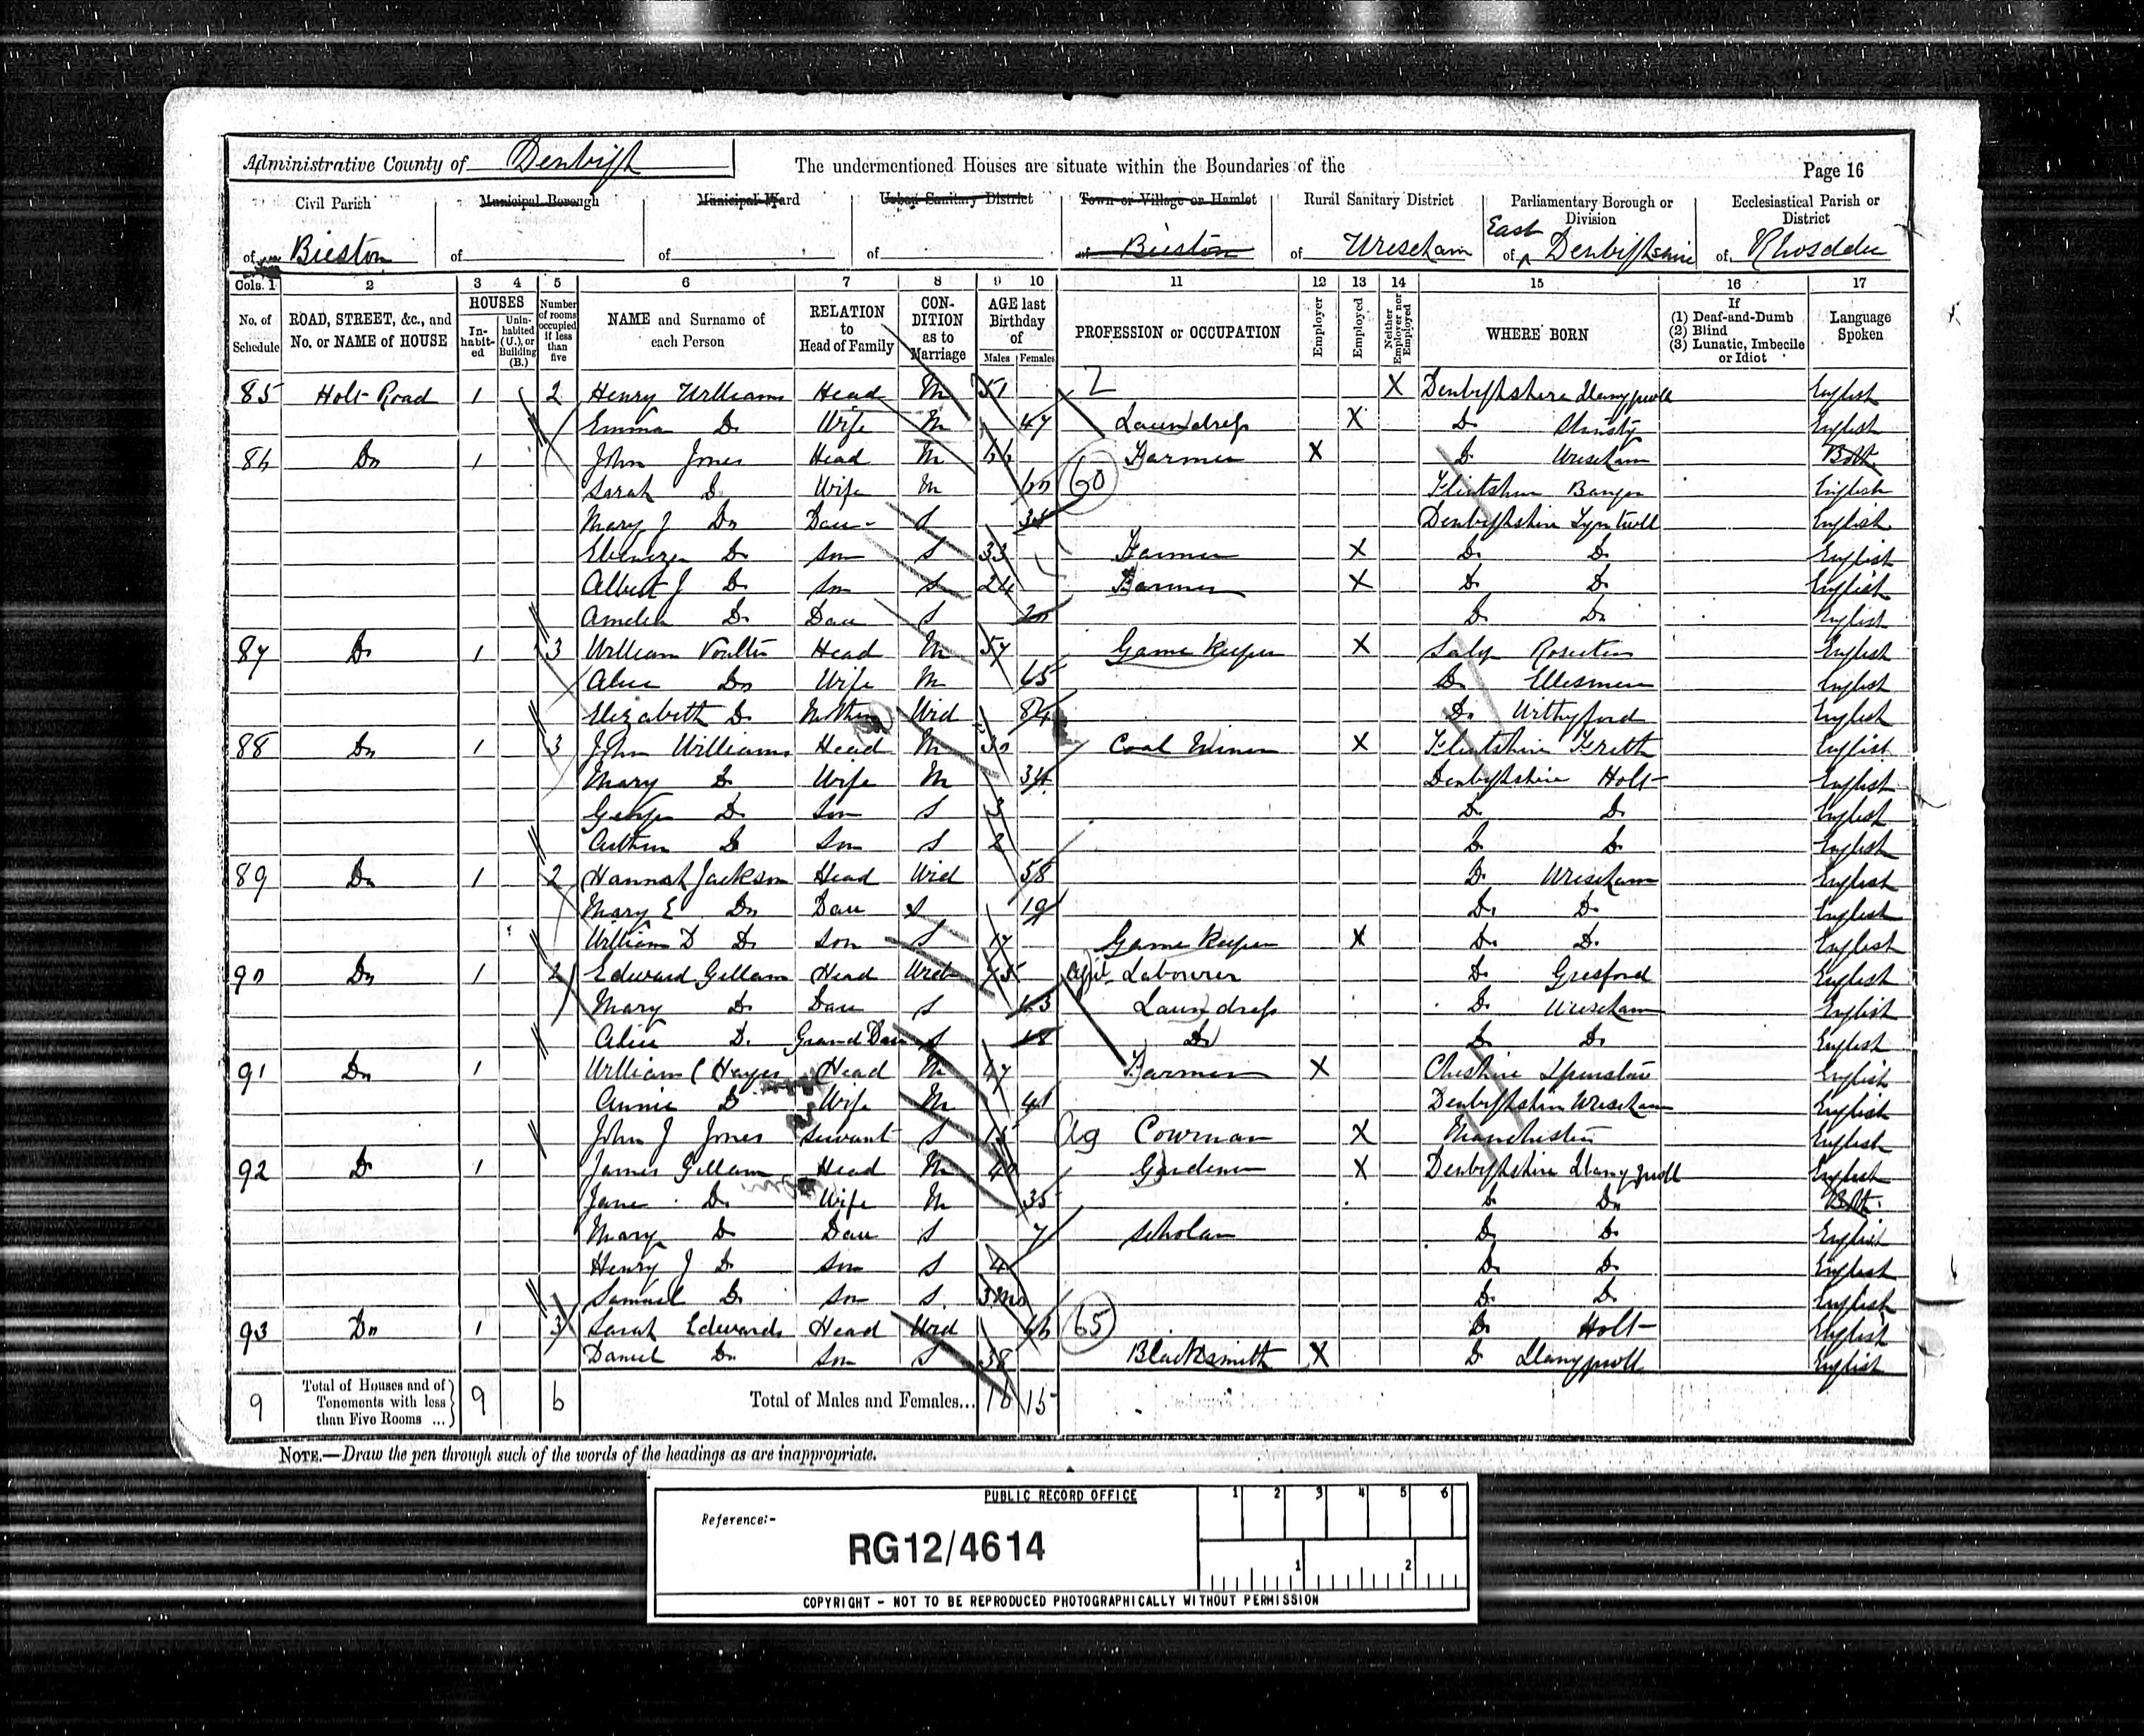 Administrative County of Denbigh The undermentioned Houses are situate within the Boundaries of the Page 16
Civil Parish Municipal Borough Municipal Ward Urban Sanitary District Town or Village or Hamlet Rural Sanitary District Parliamentary Borough or Division Ecclesiastical Parish or District
of Bieston of of of of Bieston of Wrexham of East Denbighshire of Rhosddu
Cols. 1 2 3 4 5 6 7 8 9 10 11 12 13 14 15 16 17
No. of Schedule ROAD, STREET, &c., and No. or NAME of HOUSE HOUSES In-habit-ed Unin-habited (U.), or Building (B.) Number of rooms occupied if less than five NAME and Surname of each Person RELATION to Head of Family CON-DITION as to Marriage AGE last Birthday of Males Females PROFESSION or OCCUPATION Employer Employed Neither Employer nor Employed WHERE BORN If (1) Deaf-and-Dumb (2) Blind (3) Lunatic, Imbecile or Idiot Language Spoken
85 Holt Road 1 2 Henry Williams Head M 51 X Denbighshire English
Emma Do Wife M 47 Laundress X Do English
86 Do 1 John Jones Head M 66 Farmer X Do Wrexham Both
Sarah D Wife M 60 60 Flintshire Bangor English
Mary J Do Dau S Denbighshire English
Ebenezer Do Son S 33 Farmer X Do Do English
Albert J Do Son S 24 Farmer X Do Do English
Amelia Do Dau S 20 Do Do English
87 Do 1 3 William Head M 57 Game Keeper X Salop English
Alice Do Wife M 65 Do Ellesmere English
Elizabeth Do Mother Wid 84 Do English
88 Do 1 3 John Williams Head M 30 Coal Miner X Flintshire English
Mary Do Wife M 34 Denbighshire Holt English
George Do Son S 3 Do Do English
Arthur Do Son S 2 Do Do English
89 Do 1 2 Hannah Jackson Head Wid 58 Do Wrexham English
Mary E Do Dau S 19 Do Do English
William D Do Son S 17 Game Keeper X Do Do English
90 Do 1 2 Edward Gillam Head Wid 75 Agri Labourer Do Gresford English
Mary Do Dau S Laundress Do Wrexham English
Alice Do Grand Dau S 18 Do Do Do English
91 Do 1 William C Hayes Head M 47 Farmer X Cheshire English
Annie D Wife M 41 Denbighshire Wrexham English
John J Jones Servant S 15 Ag Cowman X Manchester English
92 Do 1 James Gillam Head M 40 Gardener X Denbighshire English
Jane Do Wife M 35 Do Do Both
Mary Do Dau S 7 Scholar Do Do English
Henry J Do Son S 4 Do Do English
Samuel Do Son S 3 Mo Do Do English
93 Do 1 3 Sarah Edwards Head Wid 66 65 Do Holt English
Daniel Do Son S 38 Blacksmith X Do English
9 Total of Houses and of Tenements with less than Five Rooms ... 9 6 Total of Males and Females... 16 15
NOTE.—Draw the pen through such of the words of the headings as are inappropriate.
PUBLIC RECORD OFFICE 1 2 3 4 5 6
Reference:-
RG12/4614
1 2
COPYRIGHT - NOT TO BE REPRODUCED PHOTOGRAPHICALLY WITHOUT PERMISSION